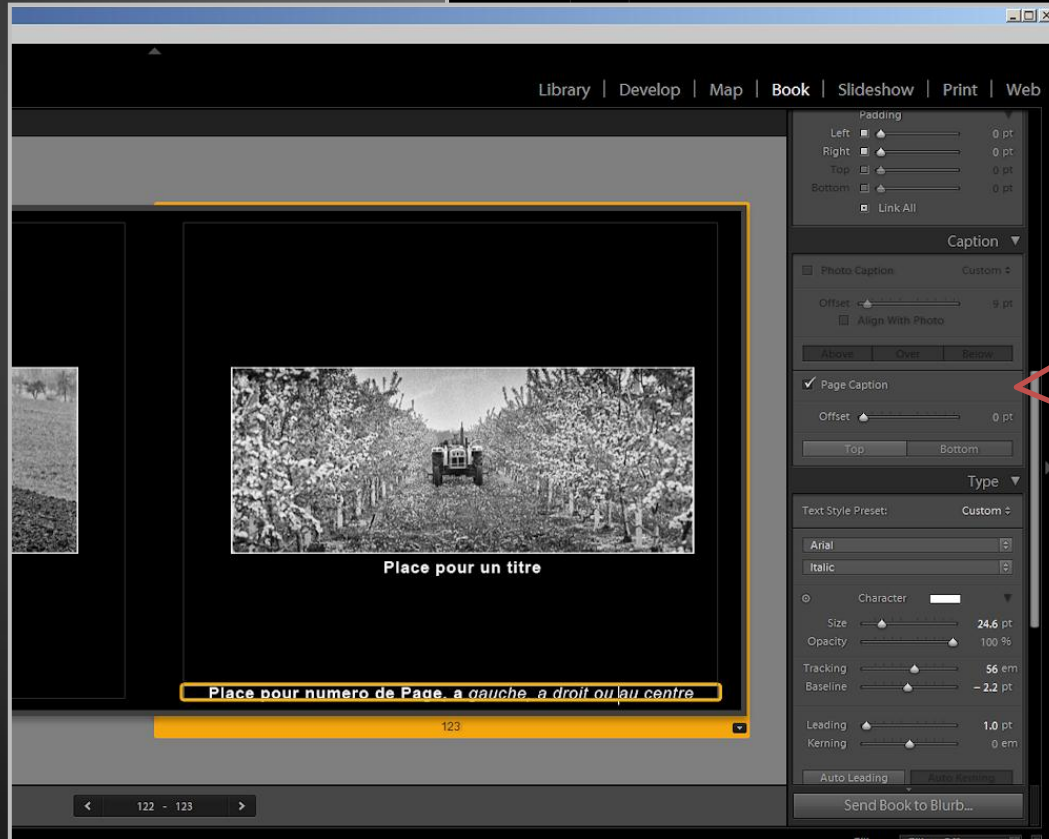 Library | Develop | Map | Book | Slideshow | Print | Web
Padding
Left 0 pt
Right 0 pt
Top 0 pt
Bottom 0 pt
Link All
Caption
Photo Caption Custom
Offset 9 pt
Align With Photo
Above Over Below
Page Caption
Offset 0 pt
Top Bottom
Type
Text Style Preset: Custom
Arial
Italic
Character
Size 24.6 pt
Opacity 100 %
Tracking 56 em
Baseline - 2.2 pt
Leading 1.0 pt
Kerning 0 em
Auto Leading Auto Kerning
Send Book to Blurb...
Place pour un titre
Place pour numero de Page, a gauche, a droit ou au centre
123
122 - 123